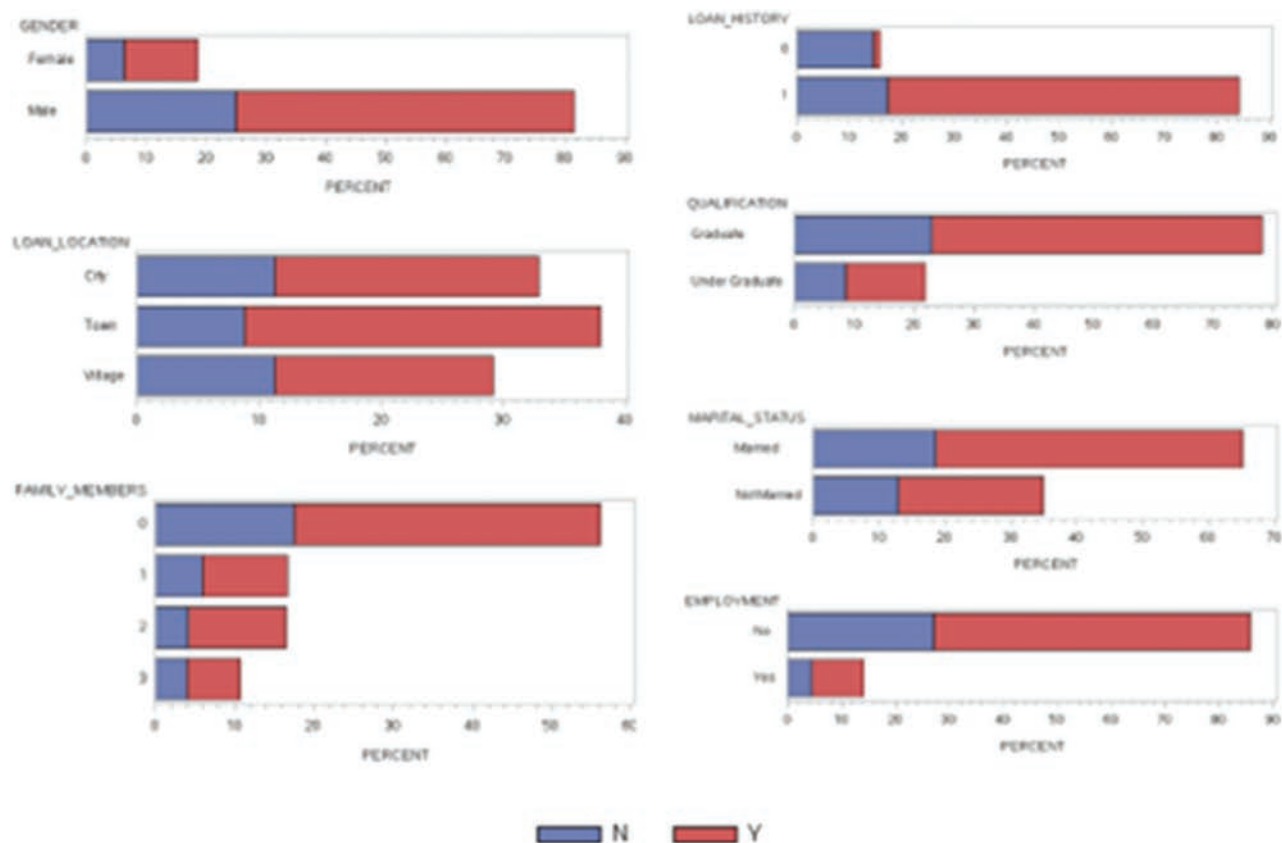 GENDER
Female
Male
0 10 20 30 40 50 60 70 80 90
PERCENT
LOAN_LOCATION
City
Town
Village
0 10 20 30 40
PERCENT
FAMILY_MEMBERS
0
1
2
3
0 10 20 30 40 50
PERCENT
LOAN_HISTORY
0
1
0 10 20 30 40 50 60 70 80 90
PERCENT
QUALIFICATION
Graduate
Under Graduate
0 10 20 30 40 50 60 70 80
PERCENT
MARITAL_STATUS
Married
NotMarried
0 10 20 30 40 50 60 70
PERCENT
EMPLOYMENT
No
Yes
0 10 20 30 40 50 60 70 80 90
PERCENT
N Y